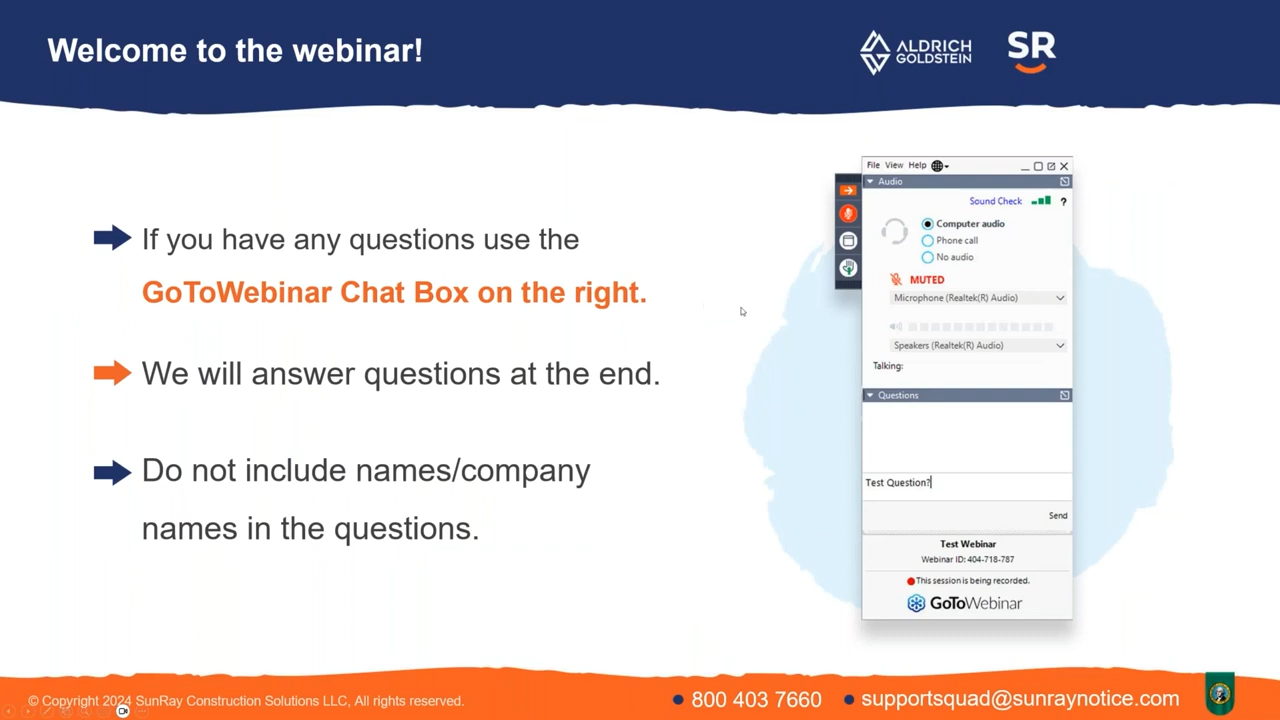 Welcome to the webinar!
ALDRICH
GOLDSTEIN
SR
If you have any questions use the
GoToWebinar Chat Box on the right.
We will answer questions at the end.
Do not include names/company
names in the questions.
File View Help
Audio
Sound Check ?
Computer audio
Phone call
No audio
MUTED
Microphone (Realtek(R) Audio)
Speakers (Realtek(R) Audio)
Talking:
Questions
Test Question?
Send
Test Webinar
Webinar ID: 404-718-787
This session is being recorded.
GoToWebinar
© Copyright 2024 SunRay Construction Solutions LLC, All rights reserved.
800 403 7660
supportsquad@sunraynotice.com